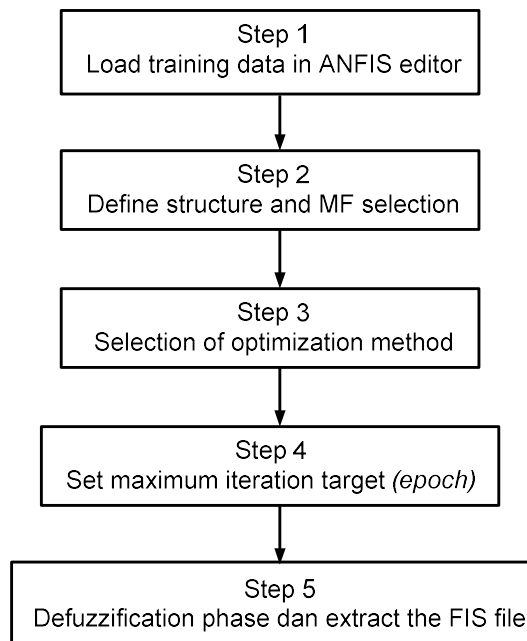 Step 1
Load training data in ANFIS editor
Step 2
Define structure and MF selection
Step 3
Selection of optimization method
Step 4
Set maximum iteration target (epoch)
Step 5
Defuzzification phase dan extract the FIS file